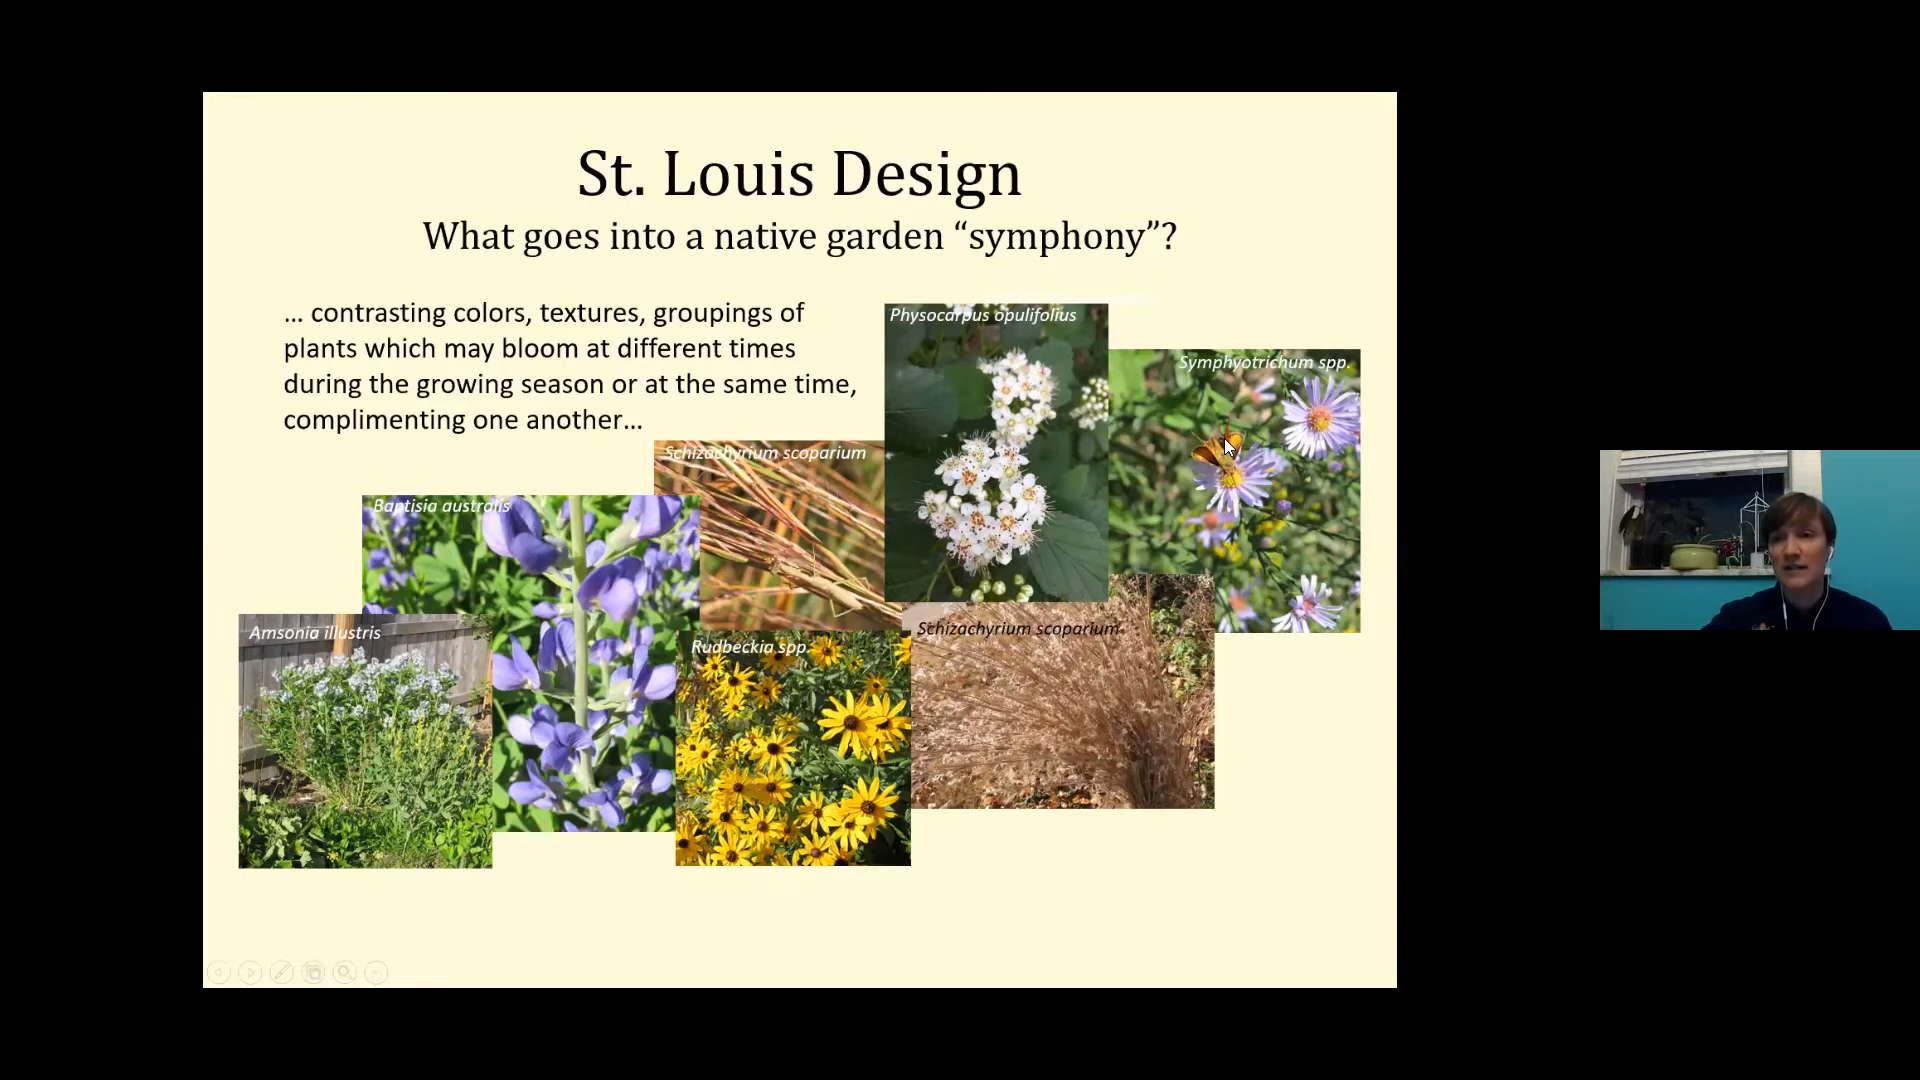 St. Louis Design
What goes into a native garden “symphony”?
... contrasting colors, textures, groupings of
plants which may bloom at different times
during the growing season or at the same time,
complimenting one another...
Physocarpus opulifolius
Symphyotrichum spp.
Schizachyrium scoparium
Baptisia australis
Amsonia illustris
Rudbeckia spp.
Schizachyrium scoparium